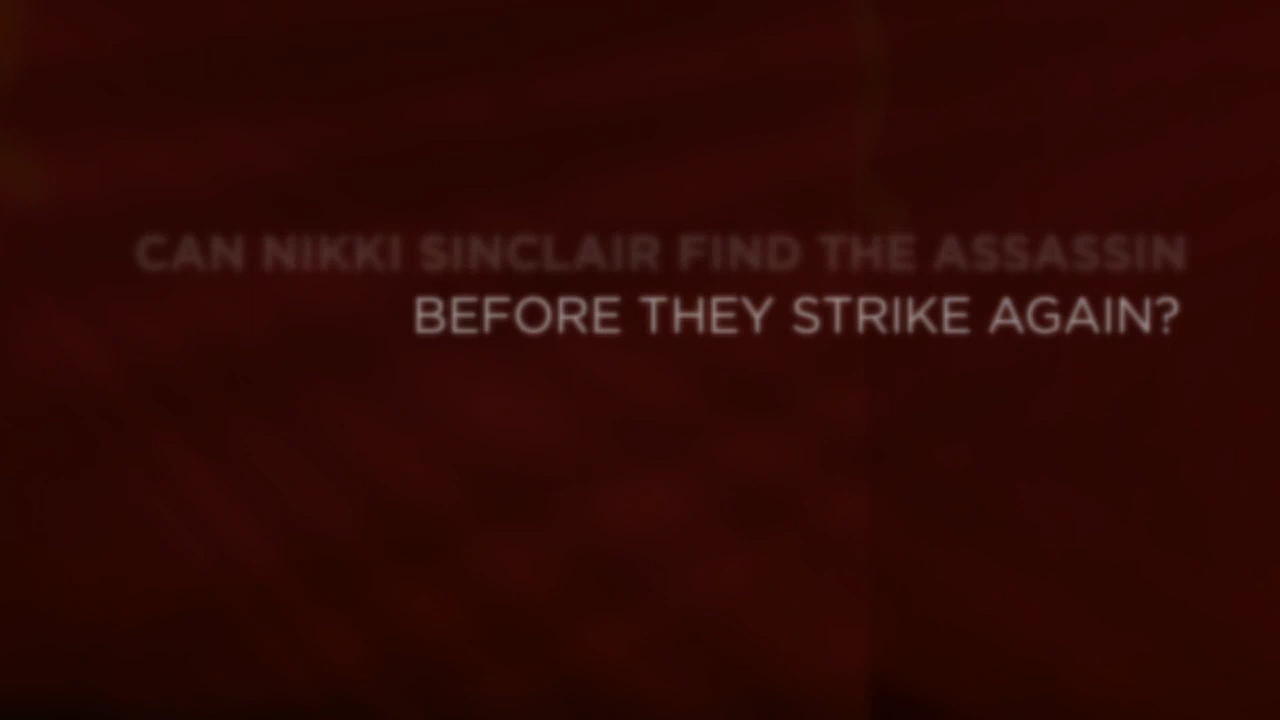 CAN NIKKI SINCLAIR FIND THE ASSASSIN
BEFORE THEY STRIKE AGAIN?